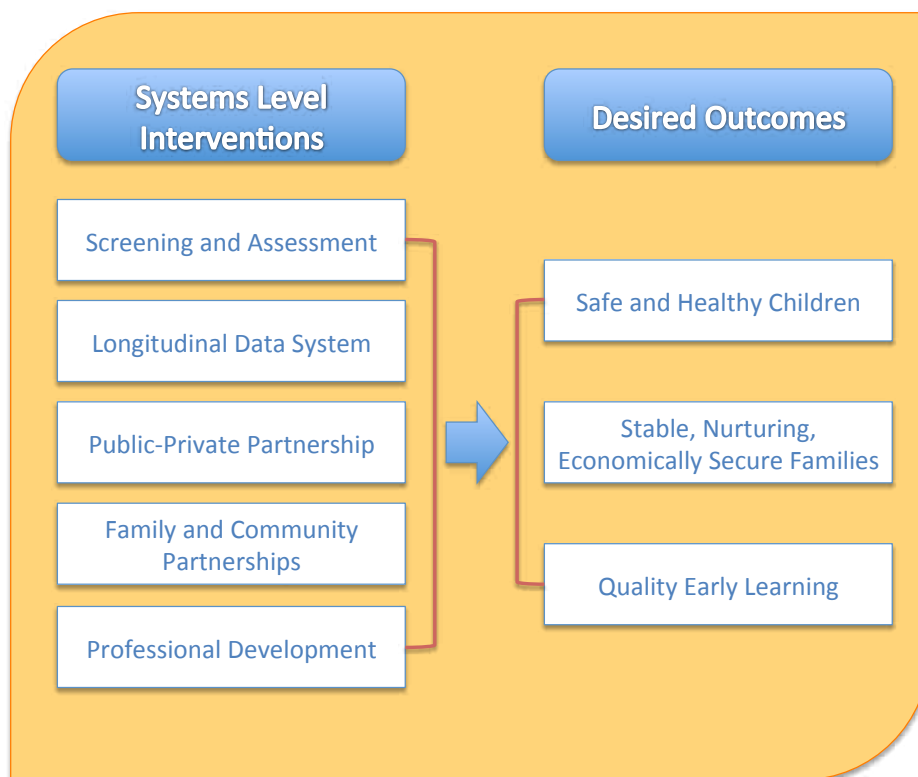 Systems Level
Interventions
Screening and Assessment
Longitudinal Data System
Public-Private Partnership
Family and Community
Partnerships
Professional Development
Desired Outcomes
Safe and Healthy Children
Stable, Nurturing,
Economically Secure Families
Quality Early Learning